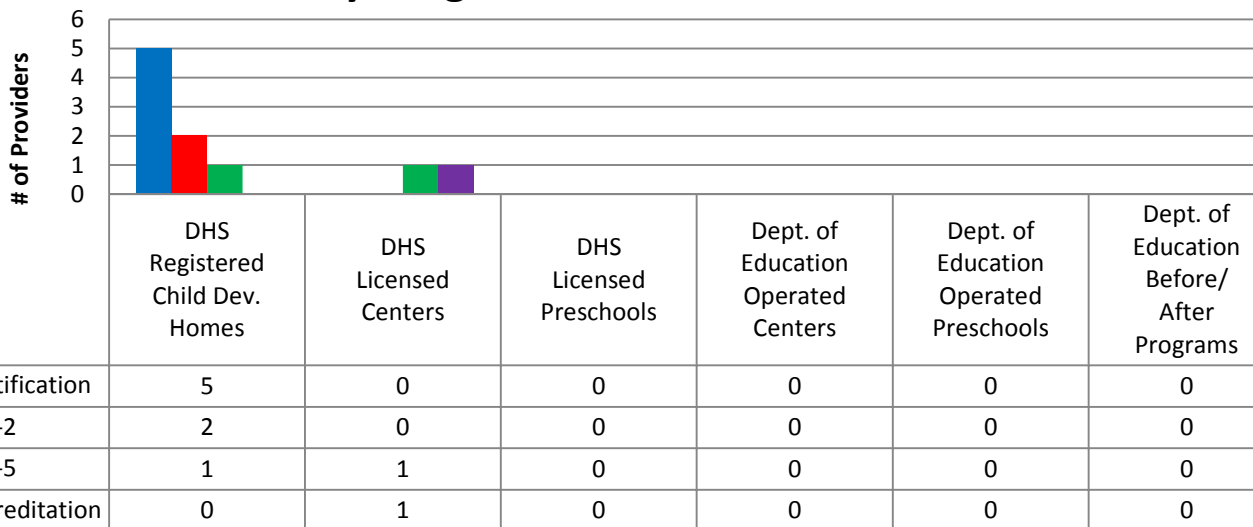 6
5
4
3
2
1
0
# of Providers
DHS
Registered
Child Dev.
Homes
DHS
Licensed
Centers
DHS
Licensed
Preschools
Dept. of
Education
Operated
Centers
Dept. of
Education
Operated
Preschools
Dept. of
Education
Before/
After
Programs
tification 5 0 0 0 0 0
-2 2 0 0 0 0 0
-5 1 1 0 0 0 0
reditation 0 1 0 0 0 0